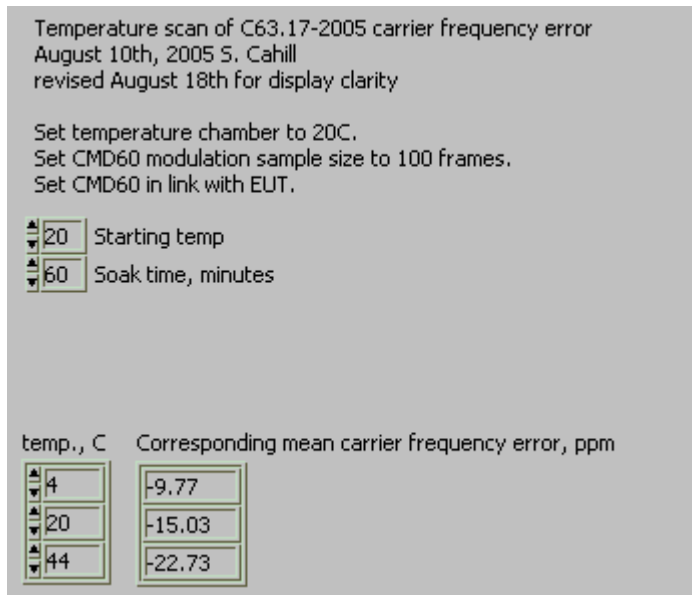 Temperature scan of C63.17-2005 carrier frequency error
August 10th, 2005 S. Cahill
revised August 18th for display clarity
Set temperature chamber to 20C.
Set CMD60 modulation sample size to 100 frames.
Set CMD60 in link with EUT.
20 Starting temp
60 Soak time, minutes
temp., C Corresponding mean carrier frequency error, ppm
4 -9.77
20 -15.03
44 -22.73